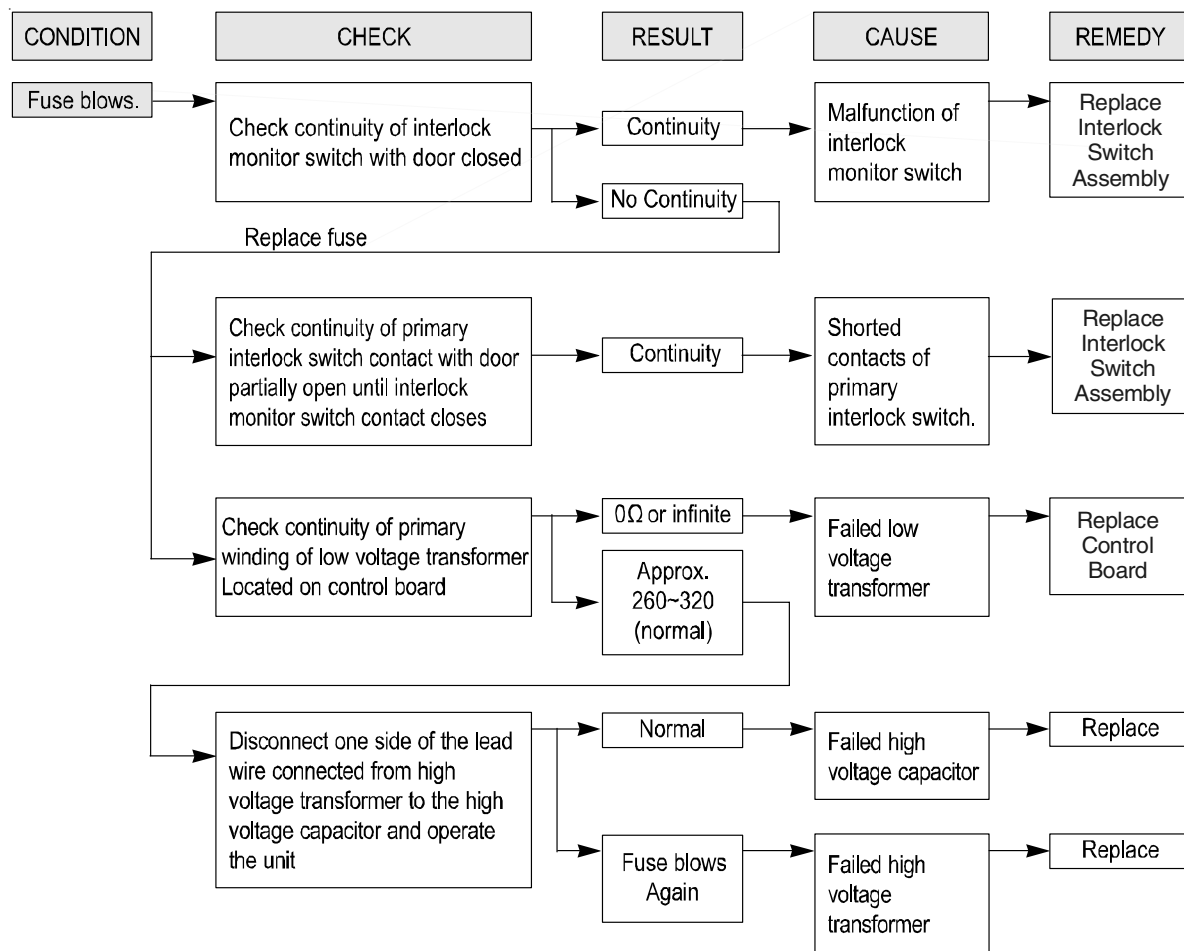 CONDITION
CHECK
RESULT
CAUSE
REMEDY
Fuse blows.
Check continuity of interlock
monitor switch with door closed
Continuity
Malfunction of
interlock
monitor switch
Replace
Interlock
Switch
Assembly
No Continuity
Replace fuse
Check continuity of primary
interlock switch contact with door
partially open until interlock
monitor switch contact closes
Continuity
Shorted
contacts of
primary
interlock switch.
Replace
Interlock
Switch
Assembly
Check continuity of primary
winding of low voltage transformer
Located on control board
0Ω or infinite
Failed low
voltage
transformer
Replace
Control
Board
Approx.
260~320
(normal)
Disconnect one side of the lead
wire connected from high
voltage transformer to the high
voltage capacitor and operate
the unit
Normal
Failed high
voltage capacitor
Replace
Fuse blows
Again
Failed high
voltage
transformer
Replace